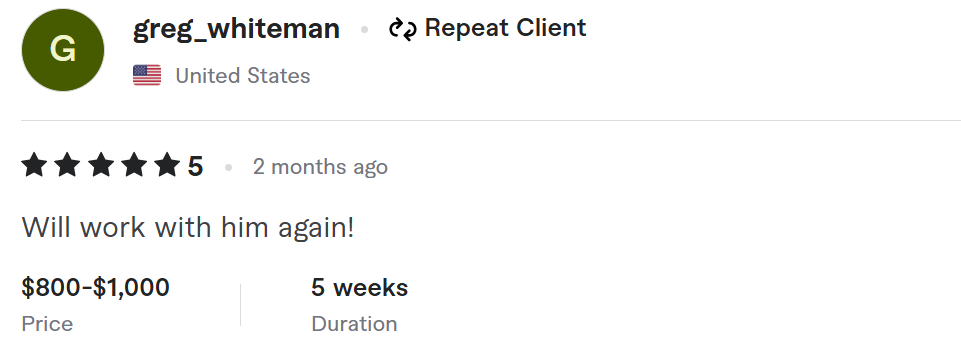 G
greg_whiteman • Repeat Client
United States
5 • 2 months ago
Will work with him again!
$800-$1,000 5 weeks
Price Duration